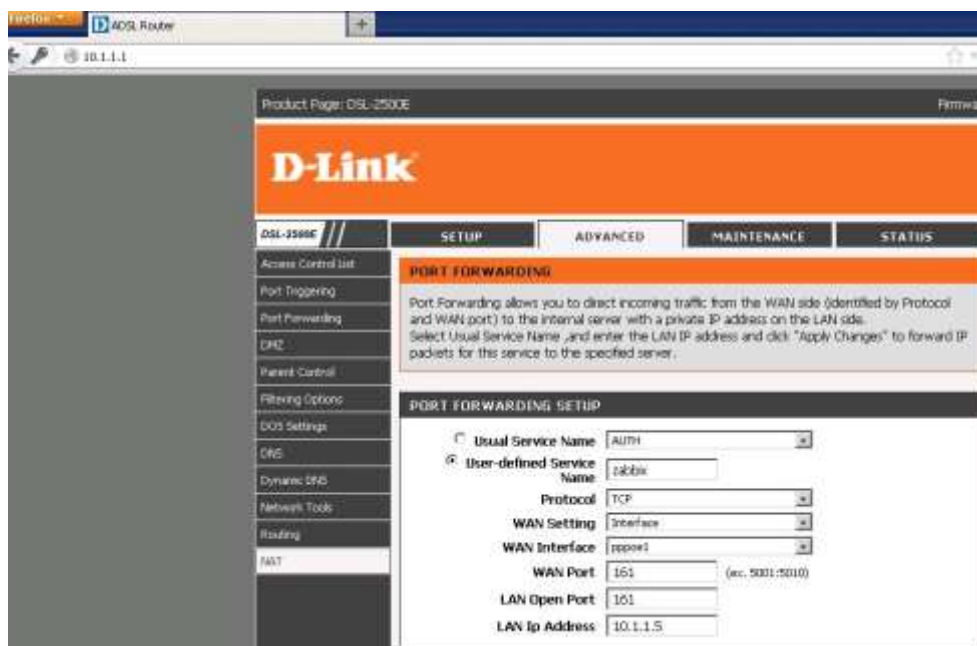 ADSL Router
+
10.1.1.1
Product Page: DSL-2500E
Firmwa
D-Link
DSL-2500E
SETUP
ADVANCED
MAINTENANCE
STATUS
Access Control List
Port Triggering
Port Forwarding
DMZ
Parent Control
Filtering Options
DOS Settings
DNS
Dynamic DNS
Network Tools
Routing
NAT
PORT FORWARDING
Port Forwarding allows you to direct incoming traffic from the WAN side (identified by Protocol
and WAN port) to the internal server with a private IP address on the LAN side.
Select Usual Service Name ,and enter the LAN IP address and click "Apply Changes" to forward IP
packets for this service to the specified server.
PORT FORWARDING SETUP
Usual Service Name AUTH
User-defined Service
Name zabbix
Protocol TCP
WAN Setting Interface
WAN Interface pppoe1
WAN Port 161 (ex. 5001:5010)
LAN Open Port 161
LAN Ip Address 10.1.1.5